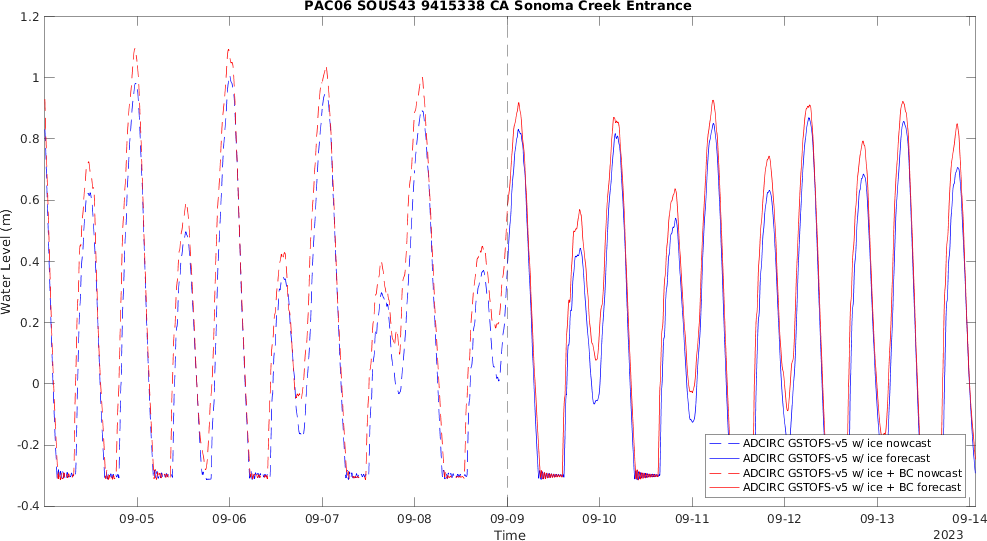 PAC06 SOUS43 9415338 CA Sonoma Creek Entrance
1.2
1
0.8
0.6
0.4
0.2
0
-0.2
-0.4
Water Level (m)
ADCIRC GSTOFS-v5 w/ ice nowcast
ADCIRC GSTOFS-v5 w/ ice forecast
ADCIRC GSTOFS-v5 w/ ice + BC nowcast
ADCIRC GSTOFS-v5 w/ ice + BC forecast
09-05 09-06 09-07 09-08 09-09 09-10 09-11 09-12 09-13 09-14
Time
2023